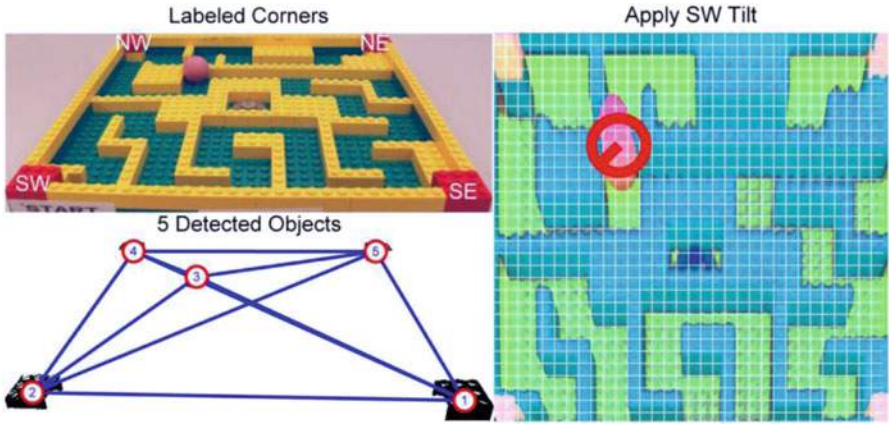 Labeled Corners
NW
NE
SW
SE
START
5 Detected Objects
4
5
3
2
1
Apply SW Tilt